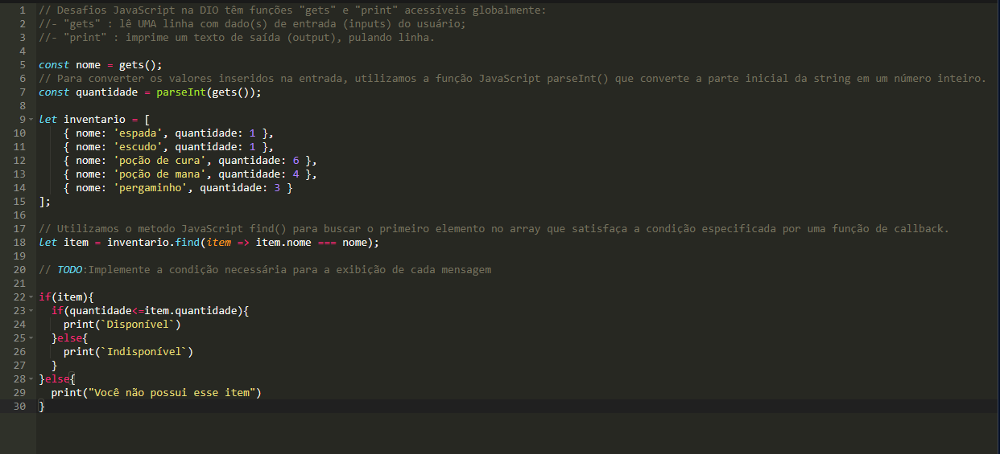 1 // Desafios JavaScript na DIO têm funções "gets" e "print" acessíveis globalmente:
2 //- "gets" : lê UMA linha com dado(s) de entrada (inputs) do usuário;
3 //- "print" : imprime um texto de saída (output), pulando linha.
4
5 const nome = gets();
6 // Para converter os valores inseridos na entrada, utilizamos a função JavaScript parseInt() que converte a parte inicial da string em um número inteiro.
7 const quantidade = parseInt(gets());
8
9 let inventario = [
10     { nome: 'espada', quantidade: 1 },
11     { nome: 'escudo', quantidade: 1 },
12     { nome: 'poção de cura', quantidade: 6 },
13     { nome: 'poção de mana', quantidade: 4 },
14     { nome: 'pergaminho', quantidade: 3 }
15 ];
16
17 // Utilizamos o metodo JavaScript find() para buscar o primeiro elemento no array que satisfaça a condição especificada por uma função de callback.
18 let item = inventario.find(item => item.nome === nome);
19
20 // TODO:Implemente a condição necessária para a exibição de cada mensagem
21
22 if(item){
23   if(quantidade<=item.quantidade){
24     print(`Disponível`)
25   }else{
26     print(`Indisponível`)
27   }
28 }else{
29   print("Você não possui esse item")
30 }